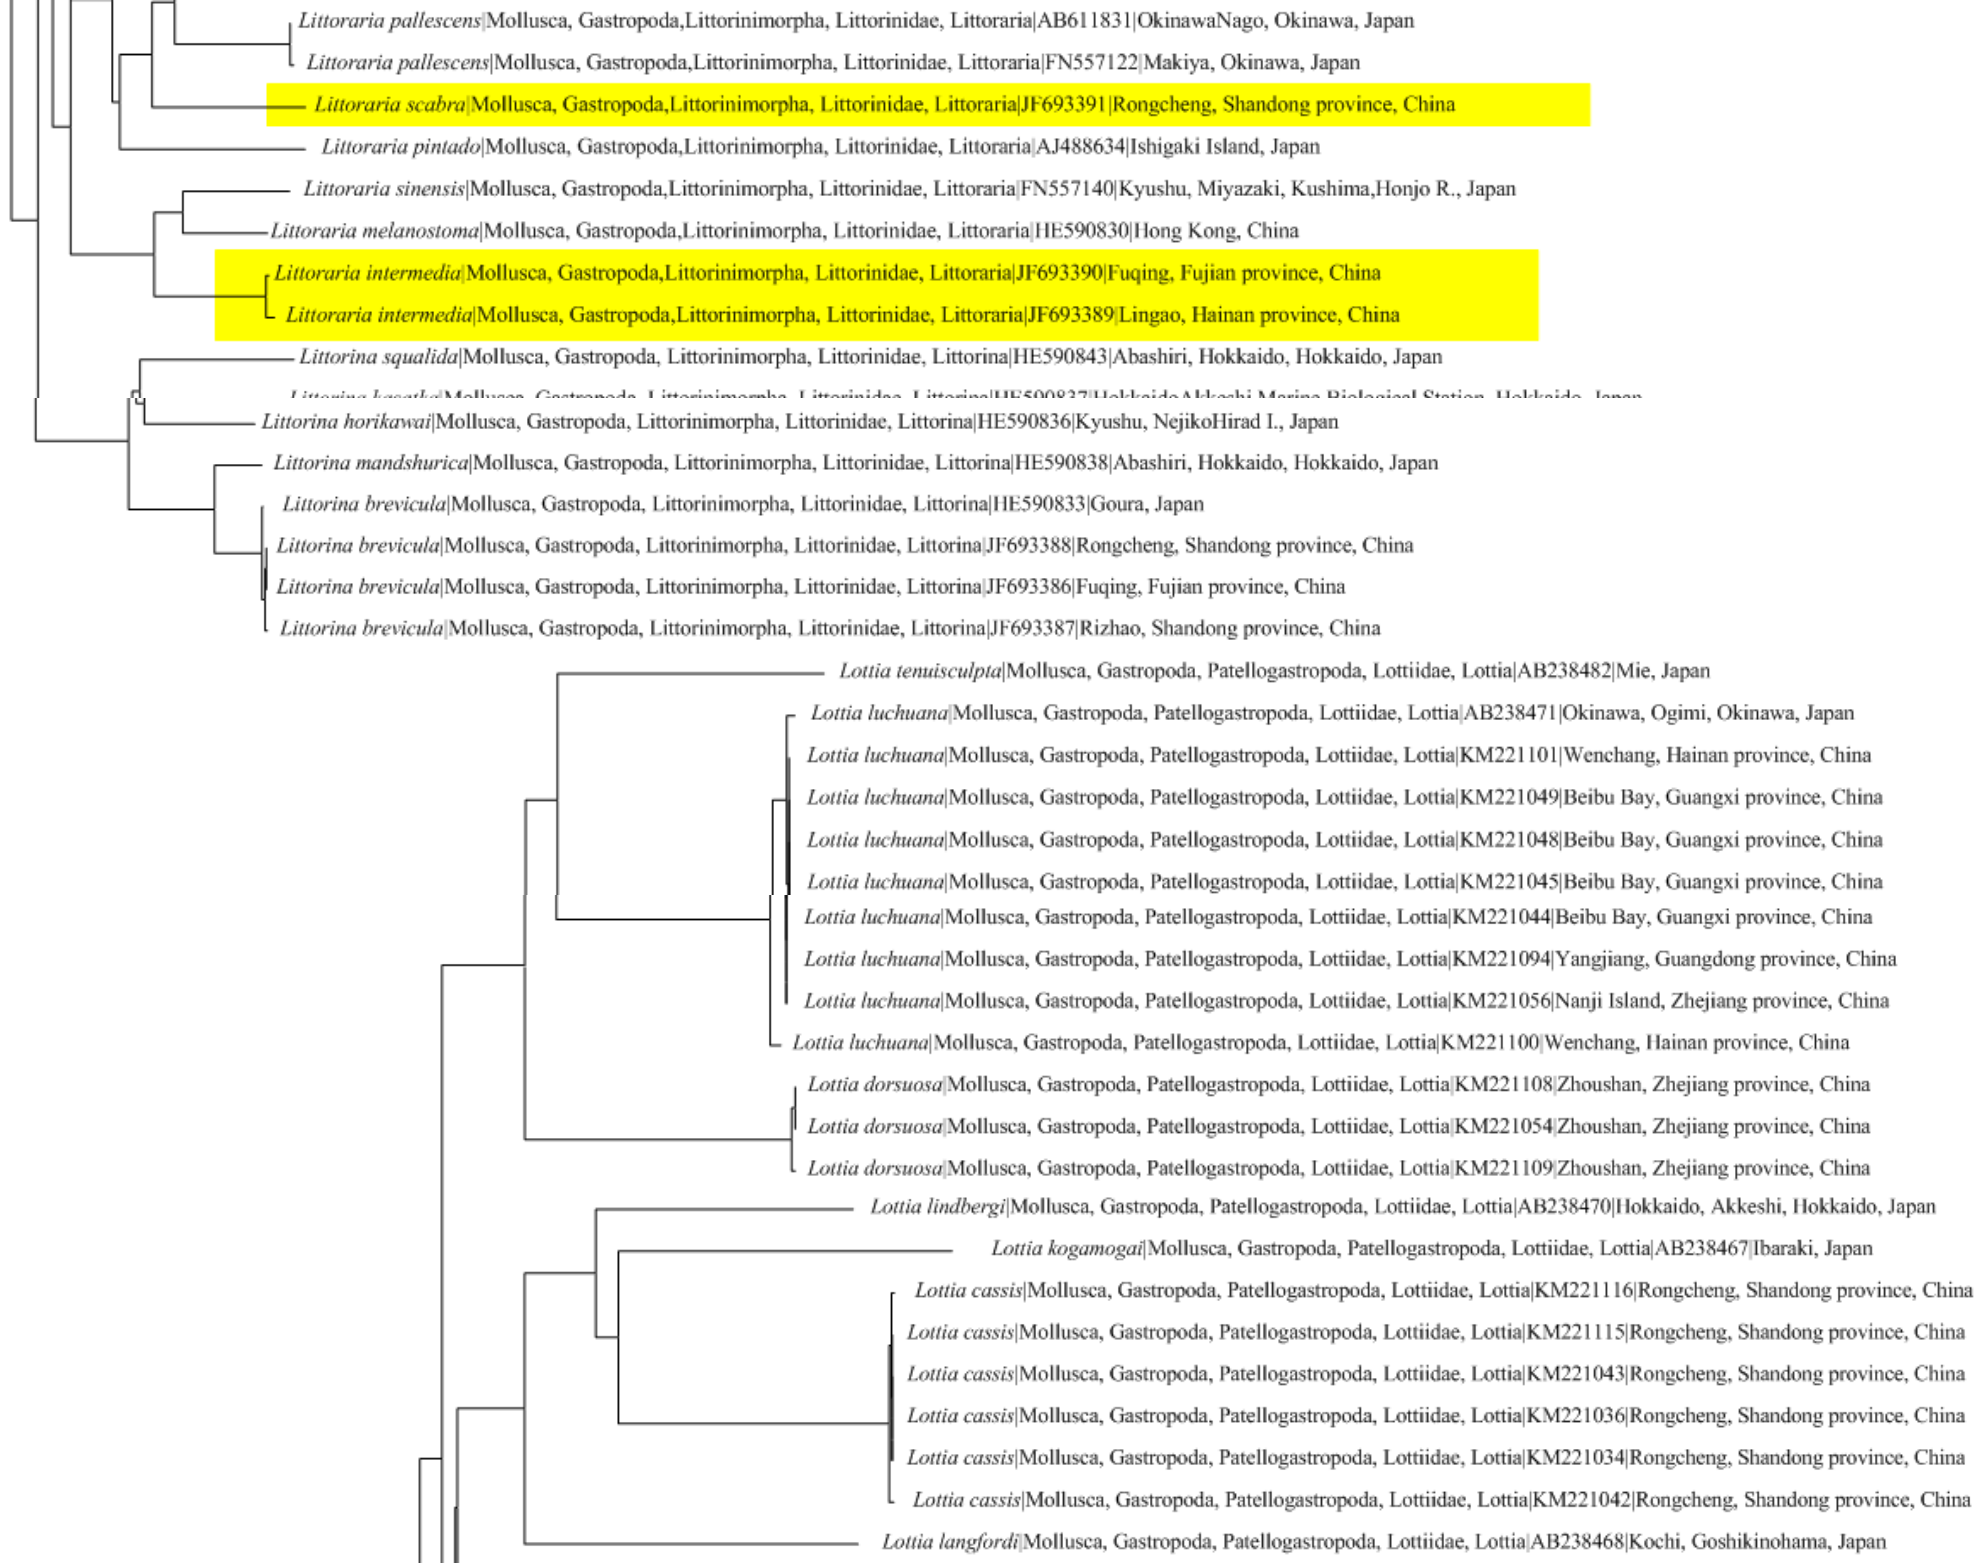 Littoraria pallescens|Mollusca, Gastropoda,Littorinimorpha, Littorinidae, Littoraria|AB611831|OkinawaNago, Okinawa, Japan
Littoraria pallescens|Mollusca, Gastropoda,Littorinimorpha, Littorinidae, Littoraria|FN557122|Makiya, Okinawa, Japan
Littoraria scabra|Mollusca, Gastropoda,Littorinimorpha, Littorinidae, Littoraria|JF693391|Rongcheng, Shandong province, China
Littoraria pintado|Mollusca, Gastropoda,Littorinimorpha, Littorinidae, Littoraria|AJ488634|Ishigaki Island, Japan
Littoraria sinensis|Mollusca, Gastropoda,Littorinimorpha, Littorinidae, Littoraria|FN557140|Kyushu, Miyazaki, Kushima,Honjo R., Japan
Littoraria melanostoma|Mollusca, Gastropoda,Littorinimorpha, Littorinidae, Littoraria|HE590830|Hong Kong, China
Littoraria intermedia|Mollusca, Gastropoda,Littorinimorpha, Littorinidae, Littoraria|JF693390|Fuqing, Fujian province, China
Littoraria intermedia|Mollusca, Gastropoda,Littorinimorpha, Littorinidae, Littoraria|JF693389|Lingao, Hainan province, China
Littorina squalida|Mollusca, Gastropoda, Littorinimorpha, Littorinidae, Littorina|HE590843|Abashiri, Hokkaido, Hokkaido, Japan
Littorina kasatka|Mollusca, Gastropoda, Littorinimorpha, Littorinidae, Littorina|HE590837|HokkaidoAkkeshi Marine Biological Station, Hokkaido, Japan
Littorina horikawai|Mollusca, Gastropoda, Littorinimorpha, Littorinidae, Littorina|HE590836|Kyushu, NejikoHirad I., Japan
Littorina mandshurica|Mollusca, Gastropoda, Littorinimorpha, Littorinidae, Littorina|HE590838|Abashiri, Hokkaido, Hokkaido, Japan
Littorina brevicula|Mollusca, Gastropoda, Littorinimorpha, Littorinidae, Littorina|HE590833|Goura, Japan
Littorina brevicula|Mollusca, Gastropoda, Littorinimorpha, Littorinidae, Littorina|JF693388|Rongcheng, Shandong province, China
Littorina brevicula|Mollusca, Gastropoda, Littorinimorpha, Littorinidae, Littorina|JF693386|Fuqing, Fujian province, China
Littorina brevicula|Mollusca, Gastropoda, Littorinimorpha, Littorinidae, Littorina|JF693387|Rizhao, Shandong province, China
Lottia tenuisculpta|Mollusca, Gastropoda, Patellogastropoda, Lottiidae, Lottia|AB238482|Mie, Japan
Lottia luchuana|Mollusca, Gastropoda, Patellogastropoda, Lottiidae, Lottia|AB238471|Okinawa, Ogimi, Okinawa, Japan
Lottia luchuana|Mollusca, Gastropoda, Patellogastropoda, Lottiidae, Lottia|KM221101|Wenchang, Hainan province, China
Lottia luchuana|Mollusca, Gastropoda, Patellogastropoda, Lottiidae, Lottia|KM221049|Beibu Bay, Guangxi province, China
Lottia luchuana|Mollusca, Gastropoda, Patellogastropoda, Lottiidae, Lottia|KM221048|Beibu Bay, Guangxi province, China
Lottia luchuana|Mollusca, Gastropoda, Patellogastropoda, Lottiidae, Lottia|KM221045|Beibu Bay, Guangxi province, China
Lottia luchuana|Mollusca, Gastropoda, Patellogastropoda, Lottiidae, Lottia|KM221044|Beibu Bay, Guangxi province, China
Lottia luchuana|Mollusca, Gastropoda, Patellogastropoda, Lottiidae, Lottia|KM221094|Yangjiang, Guangdong province, China
Lottia luchuana|Mollusca, Gastropoda, Patellogastropoda, Lottiidae, Lottia|KM221056|Nanji Island, Zhejiang province, China
Lottia luchuana|Mollusca, Gastropoda, Patellogastropoda, Lottiidae, Lottia|KM221100|Wenchang, Hainan province, China
Lottia dorsuosa|Mollusca, Gastropoda, Patellogastropoda, Lottiidae, Lottia|KM221108|Zhoushan, Zhejiang province, China
Lottia dorsuosa|Mollusca, Gastropoda, Patellogastropoda, Lottiidae, Lottia|KM221054|Zhoushan, Zhejiang province, China
Lottia dorsuosa|Mollusca, Gastropoda, Patellogastropoda, Lottiidae, Lottia|KM221109|Zhoushan, Zhejiang province, China
Lottia lindbergi|Mollusca, Gastropoda, Patellogastropoda, Lottiidae, Lottia|AB238470|Hokkaido, Akkeshi, Hokkaido, Japan
Lottia kogamogai|Mollusca, Gastropoda, Patellogastropoda, Lottiidae, Lottia|AB238467|Ibaraki, Japan
Lottia cassis|Mollusca, Gastropoda, Patellogastropoda, Lottiidae, Lottia|KM221116|Rongcheng, Shandong province, China
Lottia cassis|Mollusca, Gastropoda, Patellogastropoda, Lottiidae, Lottia|KM221115|Rongcheng, Shandong province, China
Lottia cassis|Mollusca, Gastropoda, Patellogastropoda, Lottiidae, Lottia|KM221043|Rongcheng, Shandong province, China
Lottia cassis|Mollusca, Gastropoda, Patellogastropoda, Lottiidae, Lottia|KM221036|Rongcheng, Shandong province, China
Lottia cassis|Mollusca, Gastropoda, Patellogastropoda, Lottiidae, Lottia|KM221034|Rongcheng, Shandong province, China
Lottia cassis|Mollusca, Gastropoda, Patellogastropoda, Lottiidae, Lottia|KM221042|Rongcheng, Shandong province, China
Lottia langfordi|Mollusca, Gastropoda, Patellogastropoda, Lottiidae, Lottia|AB238468|Kochi, Goshikinohama, Japan